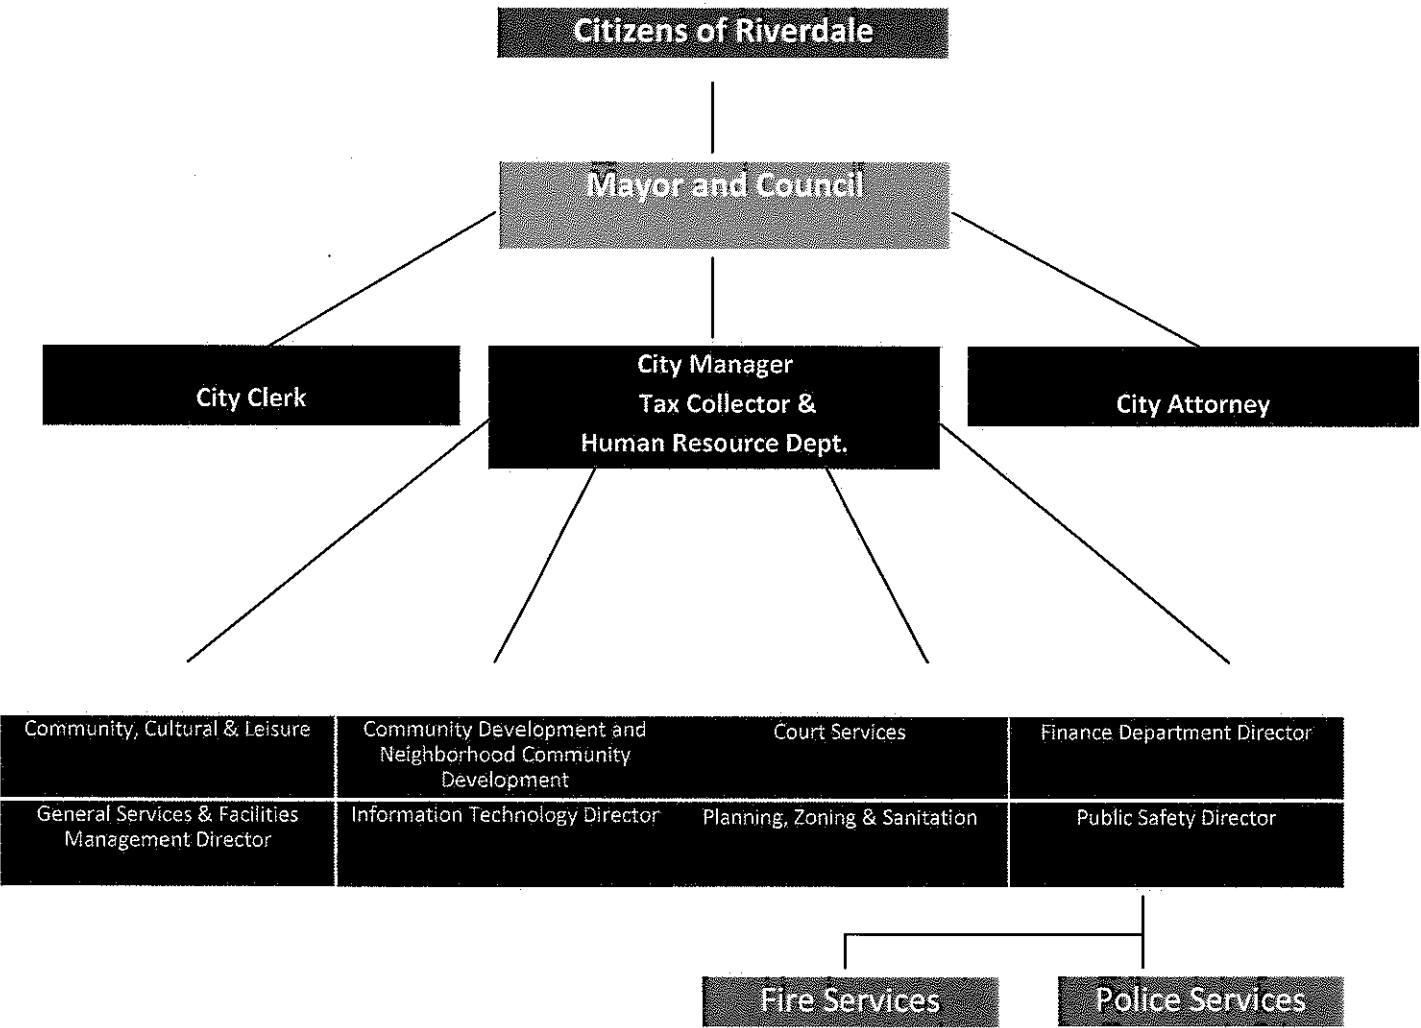 Citizens of Riverdale
Mayor and Council
City Clerk
City Manager
Tax Collector &
Human Resource Dept.
City Attorney
Community, Cultural & Leisure
Community Development and
Neighborhood Community
Development
Court Services
Finance Department Director
General Services & Facilities
Management Director
Information Technology Director
Planning, Zoning & Sanitation
Public Safety Director
Fire Services
Police Services